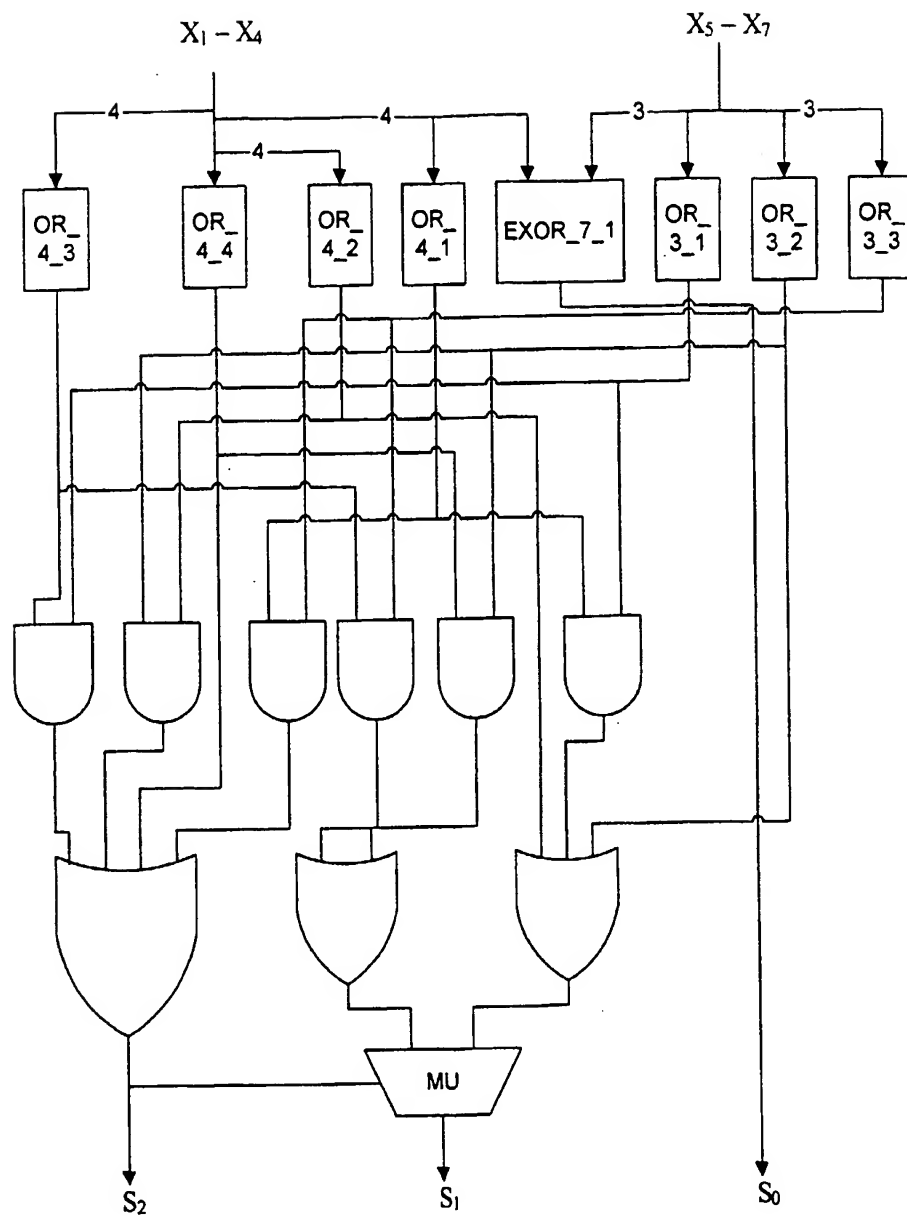 X₁ – X₄
X₅ – X₇
4
4
3
3
4
OR_
4_3
OR_
4_4
OR_
4_2
OR_
4_1
EXOR_7_1
OR_
3_1
OR_
3_2
OR_
3_3
MU
S₂
S₁
S₀